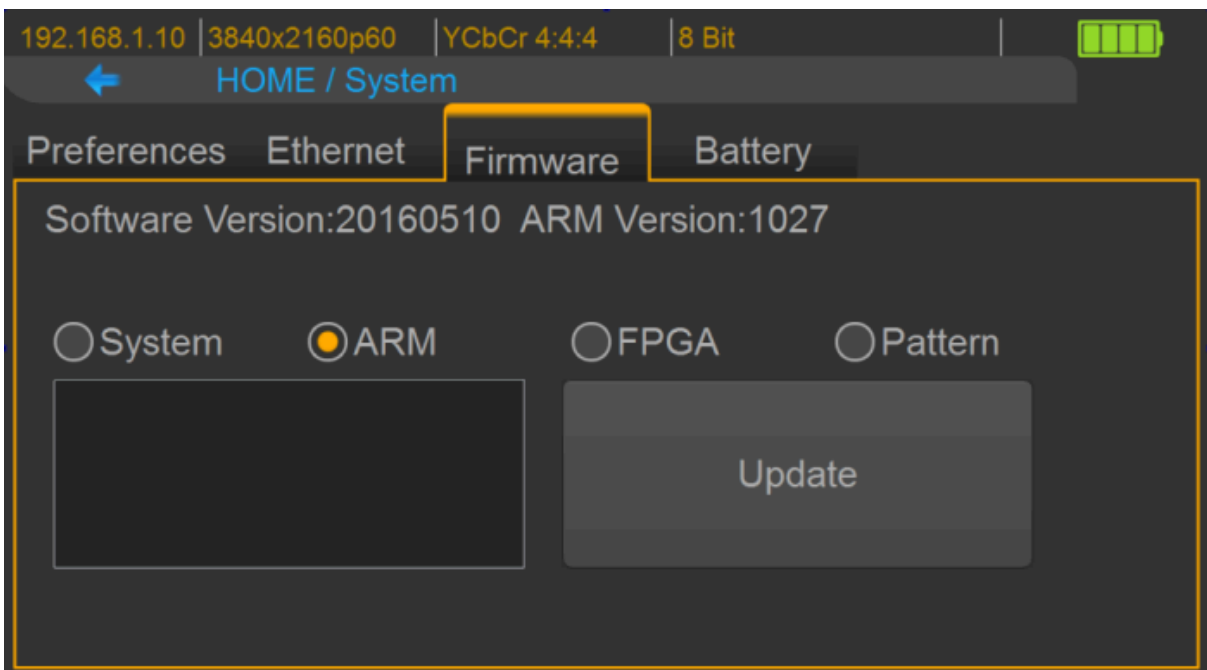 192.168.1.10 3840x2160p60 YCbCr 4:4:4 8 Bit
HOME / System
Preferences Ethernet Firmware Battery
Software Version:20160510 ARM Version:1027
System ARM FPGA Pattern
Update